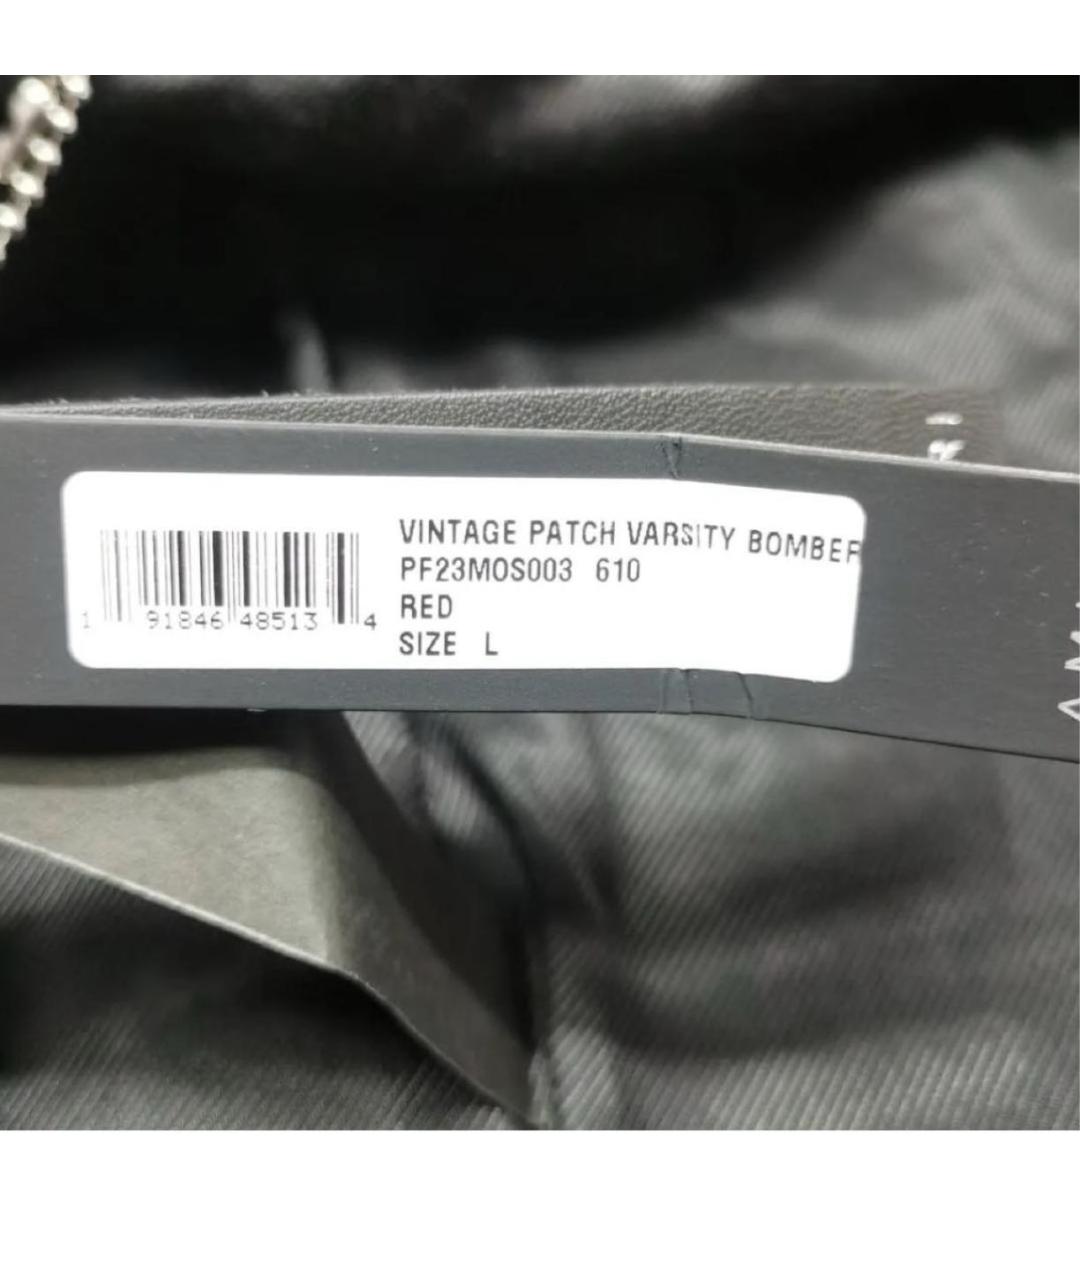 VINTAGE PATCH VARSITY BOMBER
PF23MOS003 610
RED
SIZE L
1 91846 48513 4